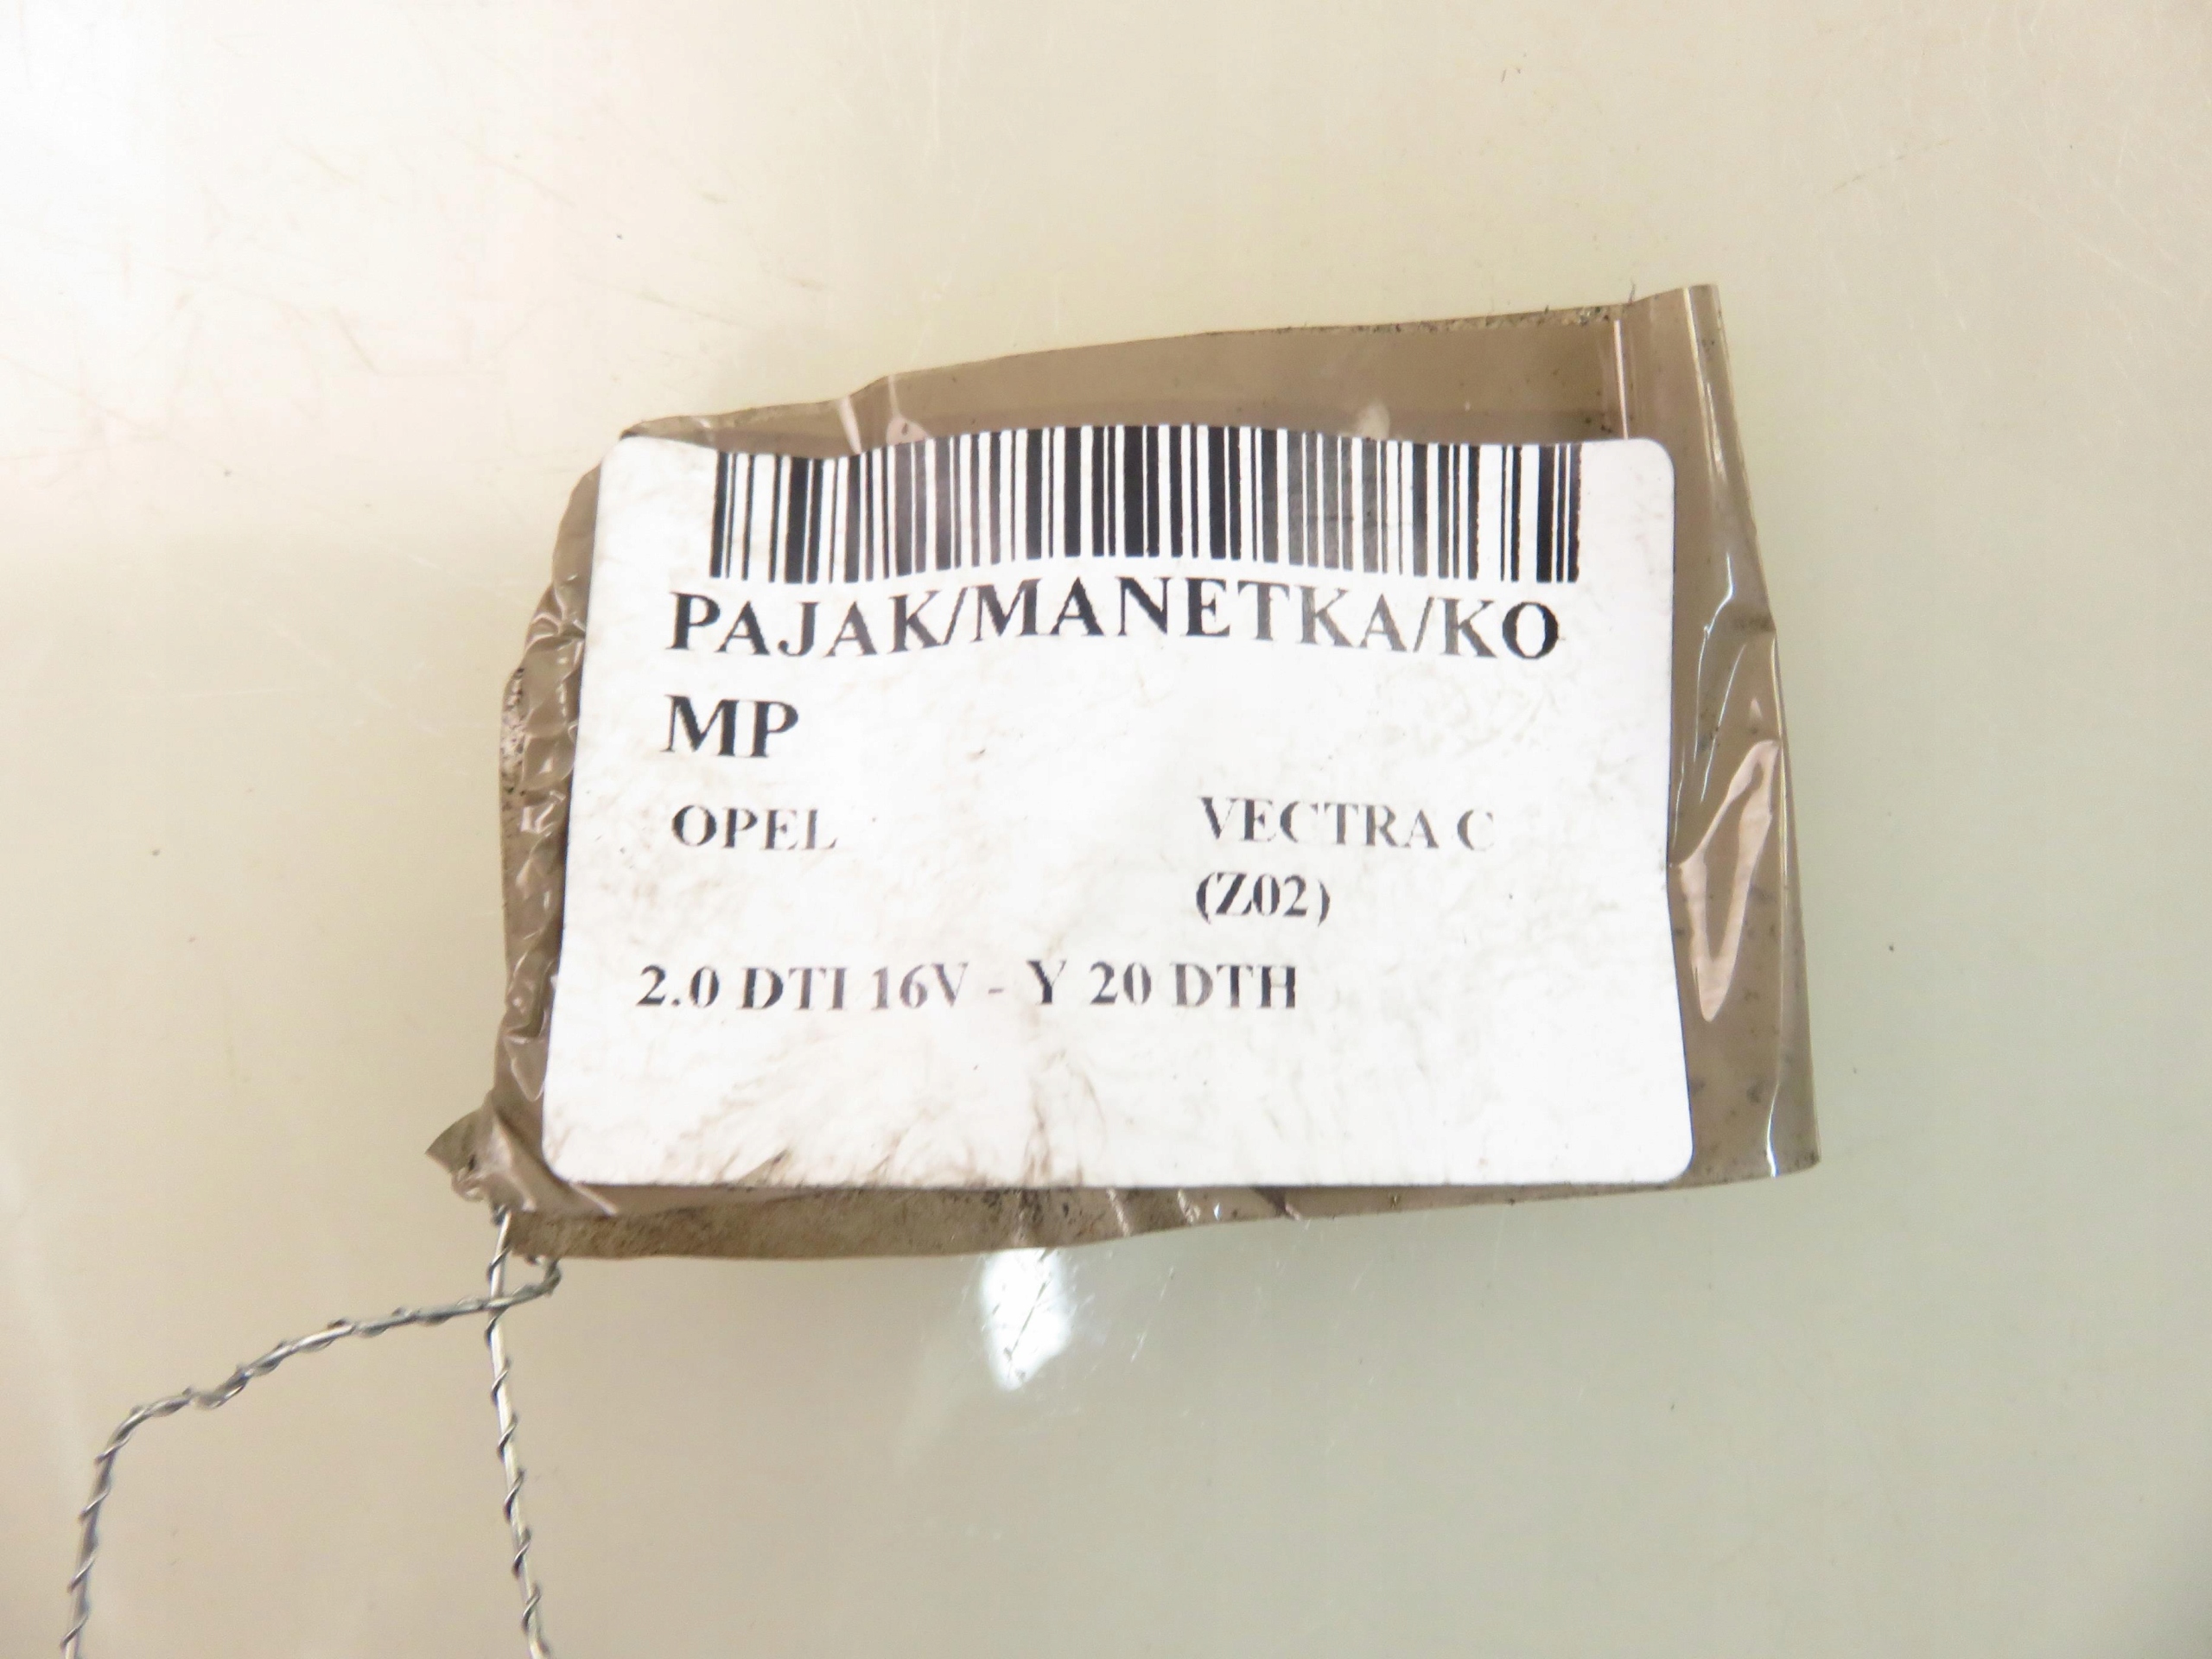 PAJAK/MANETKA/KO
MP
OPEL VECTRA C
(Z02)
2.0 DTI 16V - Y 20 DTH